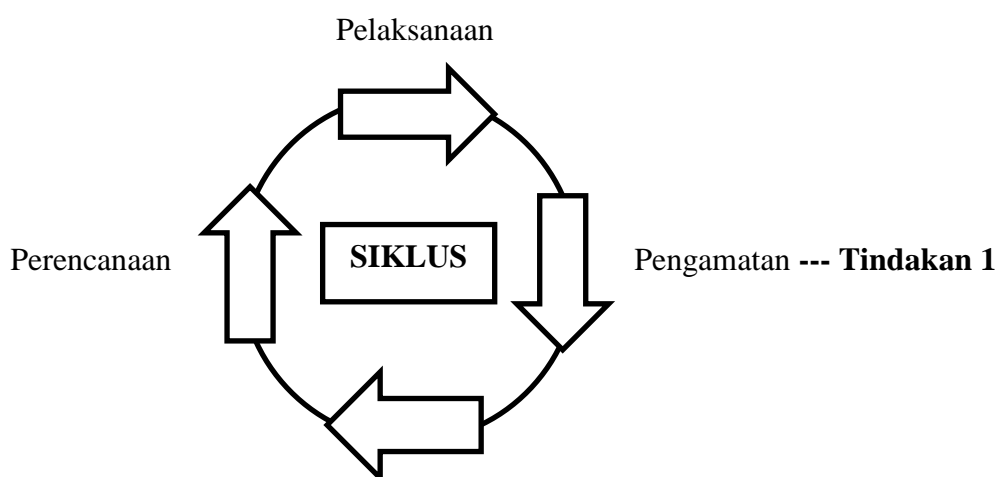 Pelaksanaan
Perencanaan
SIKLUS
Pengamatan --- Tindakan 1